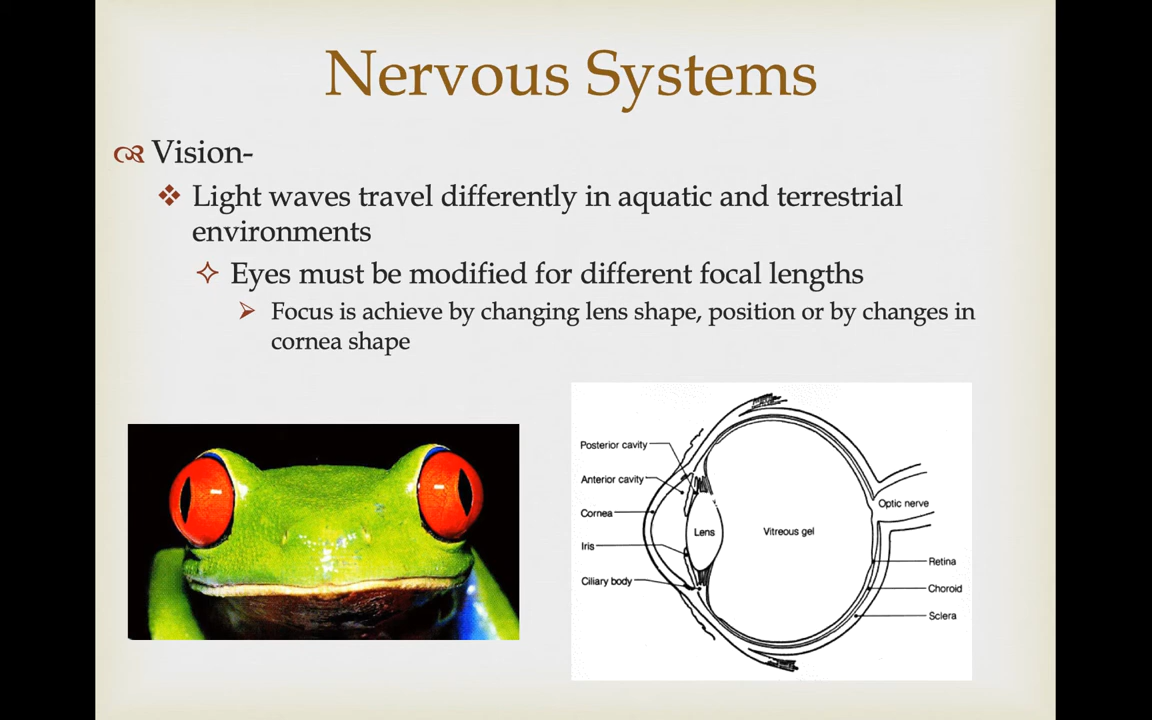 Nervous Systems
Vision-
Light waves travel differently in aquatic and terrestrial
environments
Eyes must be modified for different focal lengths
Focus is achieve by changing lens shape, position or by changes in
cornea shape
Posterior cavity
Anterior cavity
Cornea
Iris
Ciliary body
Lens
Vitreous gel
Optic nerve
Retina
Choroid
Sclera